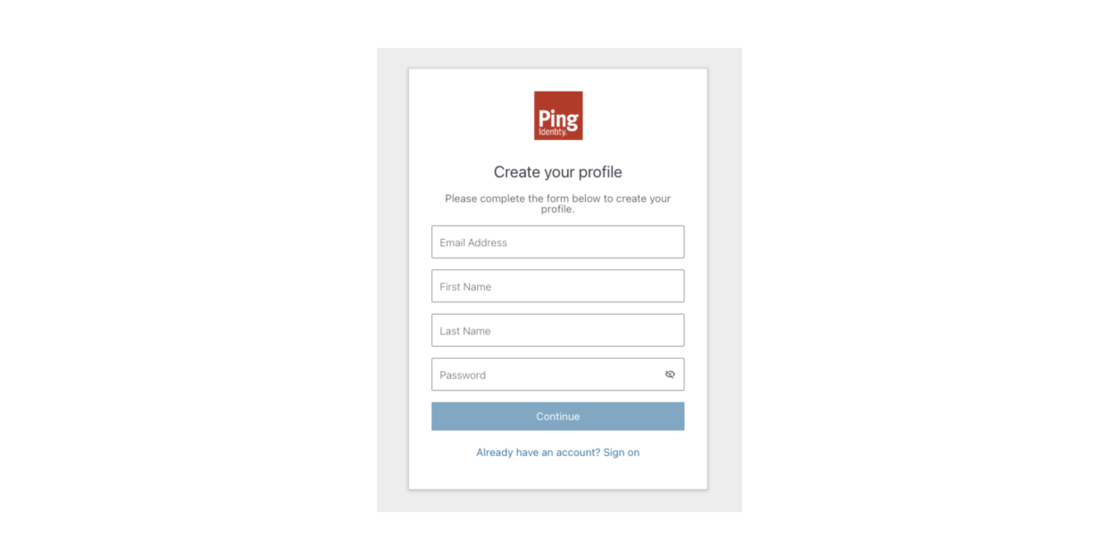 Ping
Identity.
Create your profile
Please complete the form below to create your
profile.
Email Address
First Name
Last Name
Password
Continue
Already have an account? Sign on